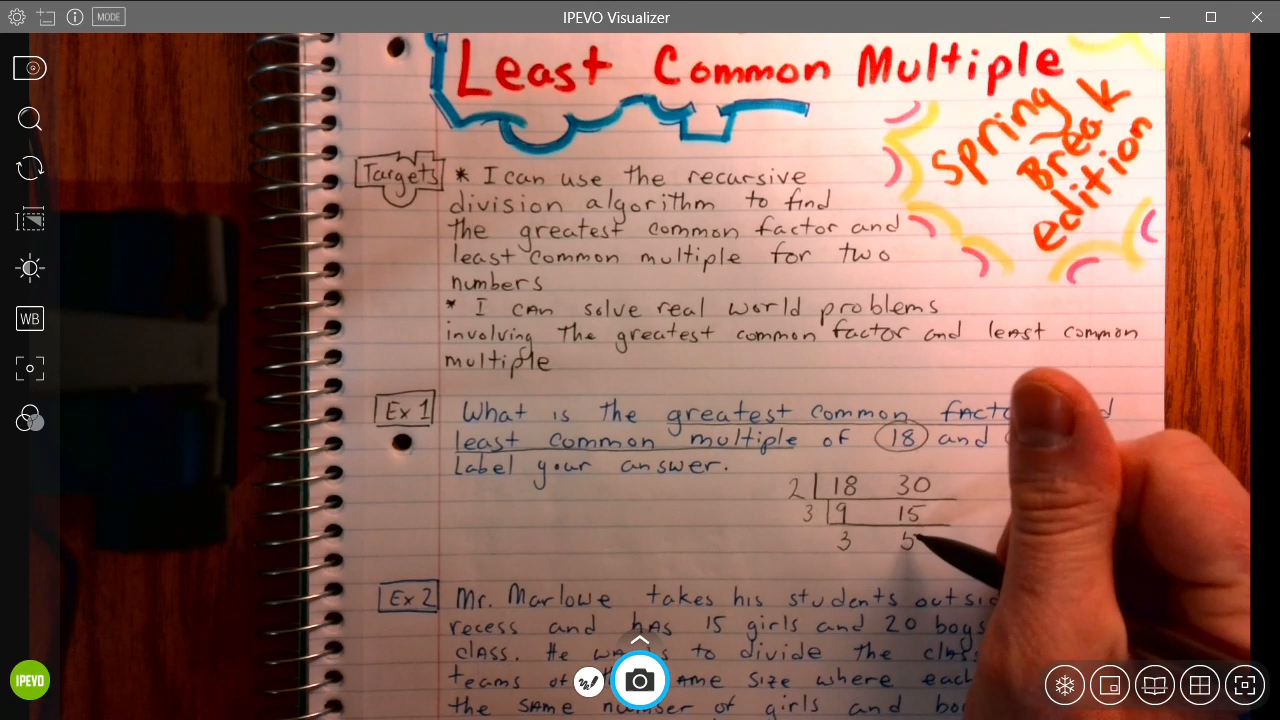 MODE
IPEVO Visualizer
Least Common Multiple
Spring
Break
edition
Targets
* I can use the recursive
division algorithm to find
the greatest common factor and
least common multiple for two
numbers
* I can solve real world problems
involving the greatest common factor and least common
multiple
Ex 1 What is the greatest common
least common multiple of 18 and
Label your answer.
2 18 30
3 9 15
3 5
Ex 2 Mr. Marlowe takes his students
recess and has 15 girls and 20 boys
class. He to divide the
teams of size where each
the same of girls and
WB
IPEVO